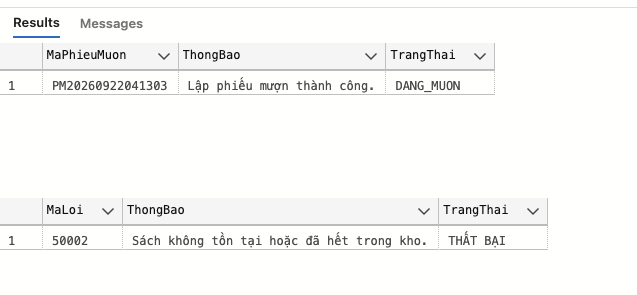 Results Messages
MaPhieuMuon ThongBao TrangThai
1 PM20260922041303 Lập phiếu mượn thành công. DANG_MUON
MaLoi ThongBao TrangThai
1 50002 Sách không tồn tại hoặc đã hết trong kho. THẤT BẠI